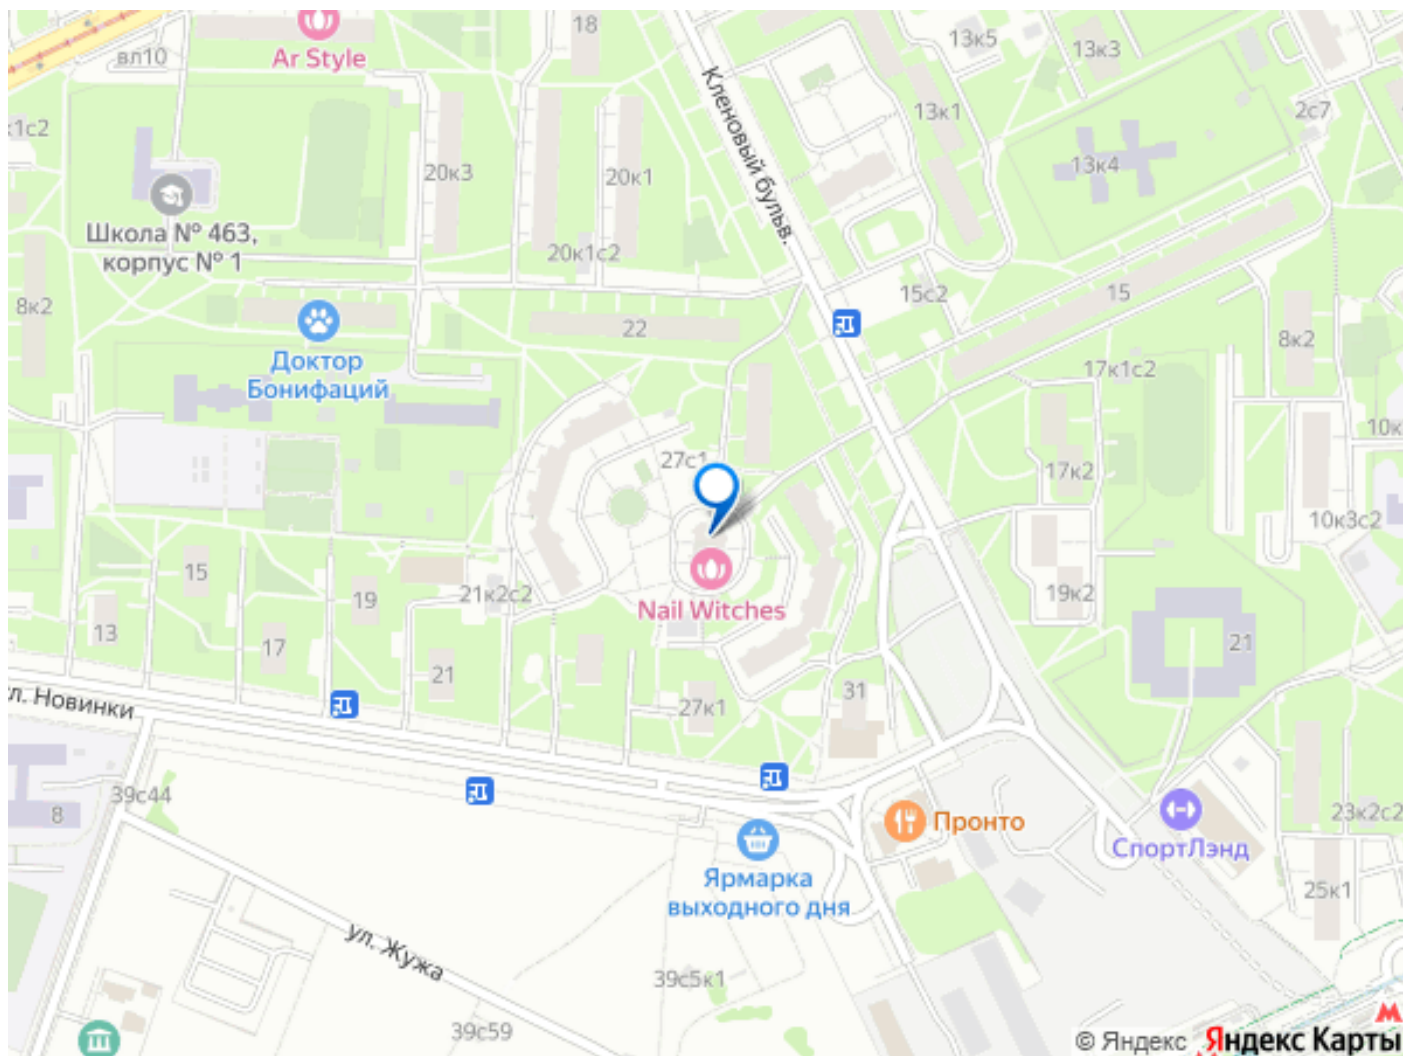 18
вл10
Ar Style
13к5
13к3
Кленовый бульв.
13к1
2с7
к1с2
20к3
20к1
13к4
Школа № 463,
корпус № 1
20к1с2
15с2
15
8к2
22
8к2
Доктор
Бонифаций
17к1с2
10к
27с1
17к2
10к3с2
15
19
21к2с2
Nail Witches
19к2
13
17
21
21
27к1
31
л. Новинки
39с44
8
Пронто
23к2с2
СпортЛэнд
Ярмарка
выходного дня
25к1
ул. Жужа
39с5к1
39с59
© Яндекс Яндекс Карты